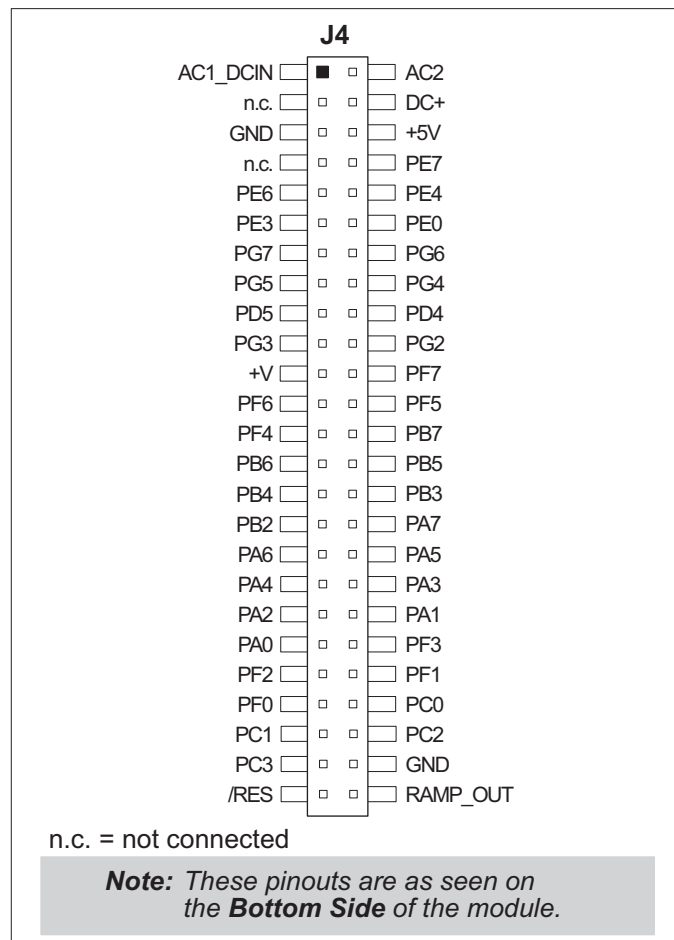 J4
AC1_DCIN AC2
n.c. DC+
GND +5V
n.c. PE7
PE6 PE4
PE3 PE0
PG7 PG6
PG5 PG4
PD5 PD4
PG3 PG2
+V PF7
PF6 PF5
PF4 PB7
PB6 PB5
PB4 PB3
PB2 PA7
PA6 PA5
PA4 PA3
PA2 PA1
PA0 PF3
PF2 PF1
PF0 PC0
PC1 PC2
PC3 GND
/RES RAMP_OUT
n.c. = not connected
Note: These pinouts are as seen on
the Bottom Side of the module.